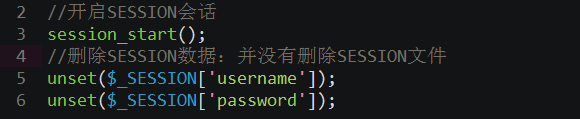 2 //开启SESSION会话
3 session_start();
4 //删除SESSION数据：并没有删除SESSION文件
5 unset($_SESSION['username']);
6 unset($_SESSION['password']);